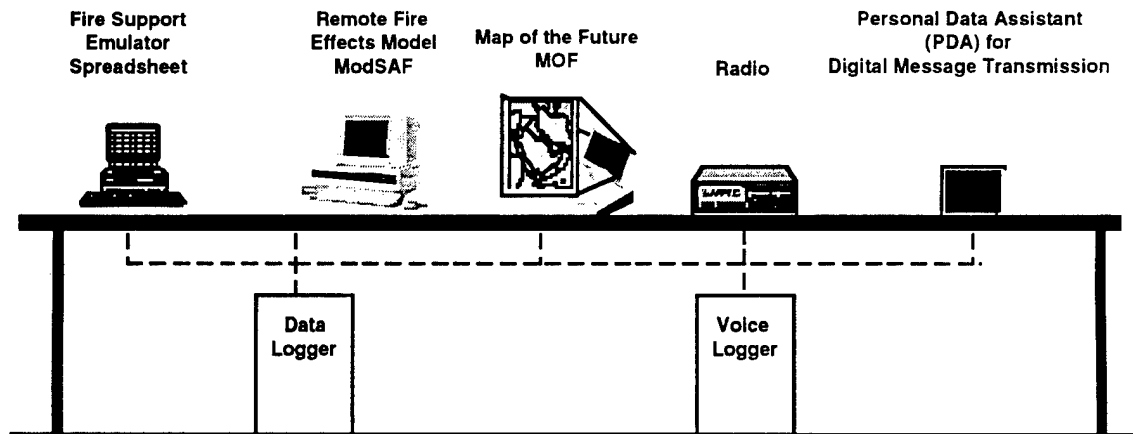 Fire Support
Emulator
Spreadsheet
Remote Fire
Effects Model
ModSAF
Map of the Future
MOF
Radio
Personal Data Assistant
(PDA) for
Digital Message Transmission
Data
Logger
Voice
Logger